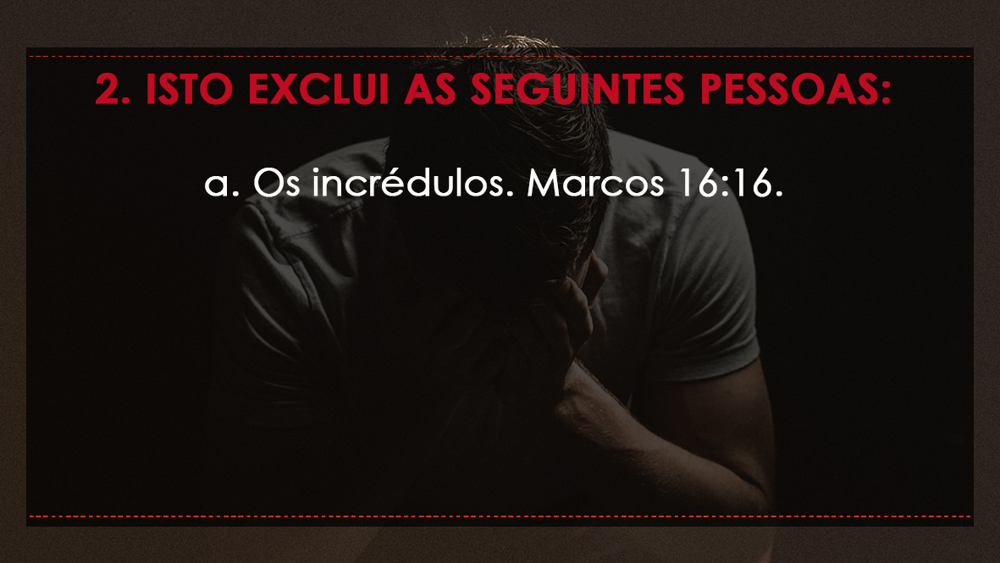 2. ISTO EXCLUI AS SEGUINTES PESSOAS:
a. Os incrédulos. Marcos 16:16.